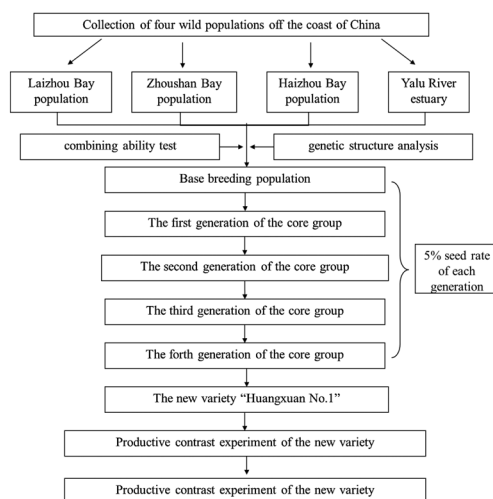 Collection of four wild populations off the coast of China
Laizhou Bay
population
Zhoushan Bay
population
Haizhou Bay
population
Yalu River
estuary
combining ability test
genetic structure analysis
Base breeding population
The first generation of the core group
The second generation of the core group
The third generation of the core group
The forth generation of the core group
5% seed rate
of each
generation
The new variety “Huangxuan No.1”
Productive contrast experiment of the new variety
Productive contrast experiment of the new variety